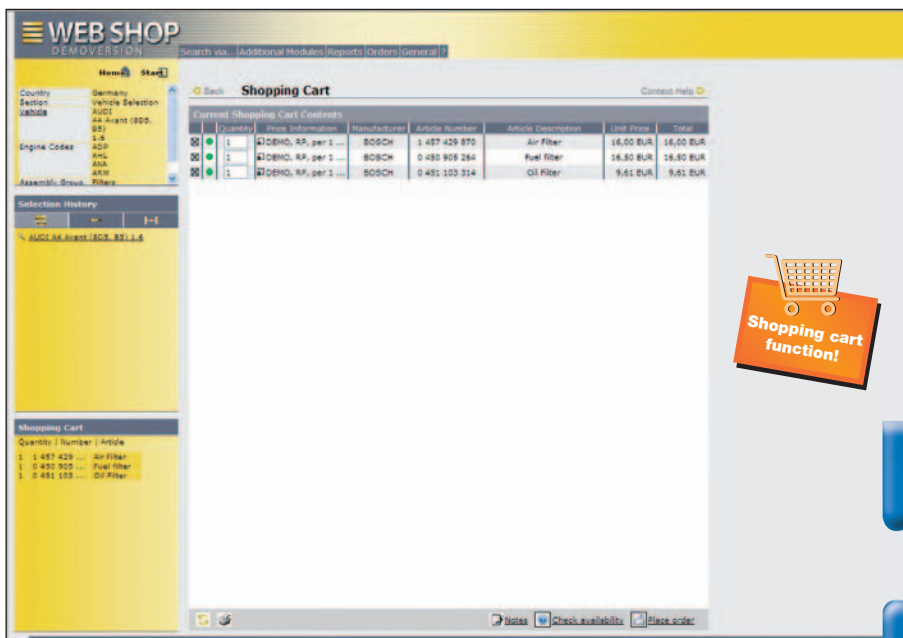 WEB SHOP
DEMOVERSION
Search via... Additional Modules Reports Orders General ?
Home Start
Country Germany
Section Vehicle Selection
Vehicle AUDI
A4 Avant (8D5, B5)
1.6
Engine Codes ADP
AHL
ANA
ARM
Assembly Group Filters
Back Shopping Cart Context Help
Current Shopping Cart Contents
Quantity Price Information Manufacturer Article Number Article Description Unit Price Total
1 DEMO, RP, per 1 ... BOSCH 1 457 429 870 Air Filter 16,00 EUR 16,00 EUR
1 DEMO, RP, per 1 ... BOSCH 0 450 905 264 Fuel filter 16,50 EUR 16,50 EUR
1 DEMO, RP, per 1 ... BOSCH 0 451 103 314 Oil Filter 9,61 EUR 9,61 EUR
Selection History
AUDI A4 Avant (8D5, B5) 1.6
Shopping cart
function!
Shopping Cart
Quantity | Number | Article
1 1 457 429 ... Air Filter
1 0 450 905 ... Fuel filter
1 0 451 103 ... Oil Filter
Notes Check availability Place order